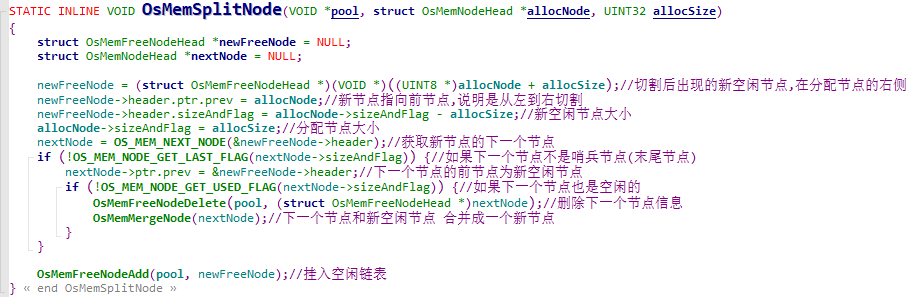 STATIC INLINE VOID OsMemSplitNode(VOID *pool, struct OsMemNodeHead *allocNode, UINT32 allocSize)
{
    struct OsMemFreeNodeHead *newFreeNode = NULL;
    struct OsMemNodeHead *nextNode = NULL;

    newFreeNode = (struct OsMemFreeNodeHead *)(VOID *)((UINT8 *)allocNode + allocSize);//切割后出现的新空闲节点,在分配节点的右侧
    newFreeNode->header.ptr.prev = allocNode;//新节点指向前节点,说明是从左到右切割
    newFreeNode->header.sizeAndFlag = allocNode->sizeAndFlag - allocSize;//新空闲节点大小
    allocNode->sizeAndFlag = allocSize;//分配节点大小
    nextNode = OS_MEM_NEXT_NODE(&newFreeNode->header);//获取新节点的下一个节点
    if (!OS_MEM_NODE_GET_LAST_FLAG(nextNode->sizeAndFlag)) {//如果下一个节点不是哨兵节点(末尾节点)
        nextNode->ptr.prev = &newFreeNode->header;//下一个节点的前节点为新空闲节点
        if (!OS_MEM_NODE_GET_USED_FLAG(nextNode->sizeAndFlag)) {//如果下一个节点也是空闲的
            OsMemFreeNodeDelete(pool, (struct OsMemFreeNodeHead *)nextNode);//删除下一个节点信息
            OsMemMergeNode(nextNode);//下一个节点和新空闲节点 合并成一个新节点
        }
    }

    OsMemFreeNodeAdd(pool, newFreeNode);//挂入空闲链表
} « end OsMemSplitNode »